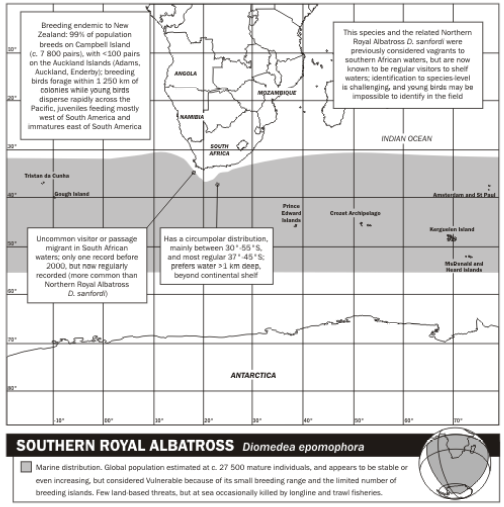 Breeding endemic to New
Zealand: 99% of population
breeds on Campbell Island
(c. 7 800 pairs), with <100 pairs
on the Auckland Islands (Adams,
Auckland, Enderby); breeding
birds forage within 1 250 km of
colonies while young birds
disperse rapidly across the
Pacific, juveniles feeding mostly
west of South America and
immatures east of South America
This species and the related Northern
Royal Albatross D. sanfordi were
previously considered vagrants to
southern African waters, but are now
known to be regular visitors to shelf
waters; identification to species-level
is challenging, and young birds may be
impossible to identify in the field
10°
ANGOLA
MOZAMBIQUE
20°
NAMIBIA
INDIAN OCEAN
SOUTH
AFRICA
30°
Tristan da Cunha
Gough Island
40°
Amsterdam and St Paul
Prince
Edward
Islands
Crozet Archipelago
Kerguelen Island
McDonald and
Heard Islands
50°
Uncommon visitor or passage
migrant in South African
waters; only one record before
2000, but now regularly
recorded (more common than
Northern Royal Albatross
D. sanfordi)
Has a circumpolar distribution,
mainly between 30°-55°S,
and most regular 37°-45°S;
prefers water >1 km deep,
beyond continental shelf
60°
70°
ANTARCTICA
80°
10°
00°
10°
20°
30°
40°
50°
60°
70°
SOUTHERN ROYAL ALBATROSS Diomedea epomophora
Marine distribution. Global population estimated at c. 27 500 mature individuals, and appears to be stable or
even increasing, but considered Vulnerable because of its small breeding range and the limited number of
breeding islands. Few land-based threats, but at sea occasionally killed by longline and trawl fisheries.